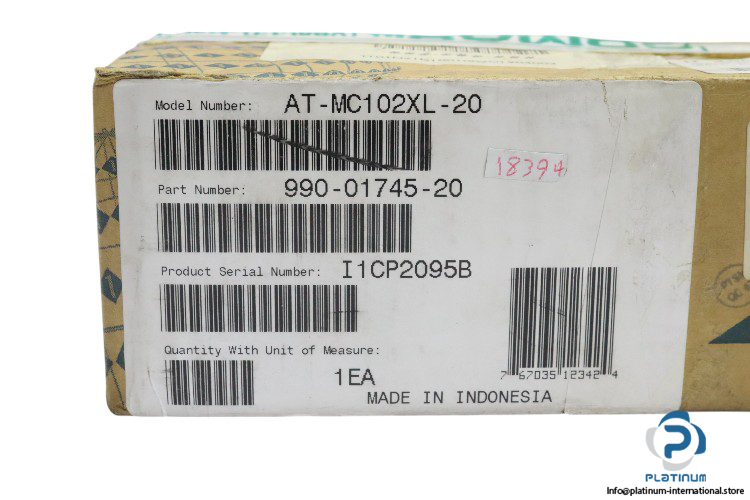 Model Number: AT-MC102XL-20
18394
Part Number: 990-01745-20
Product Serial Number: I1CP2095B
Quantity With Unit of Measure:
1EA
7 67035 12342 4
MADE IN INDONESIA
PLATINUM
Info@platinum-international.store